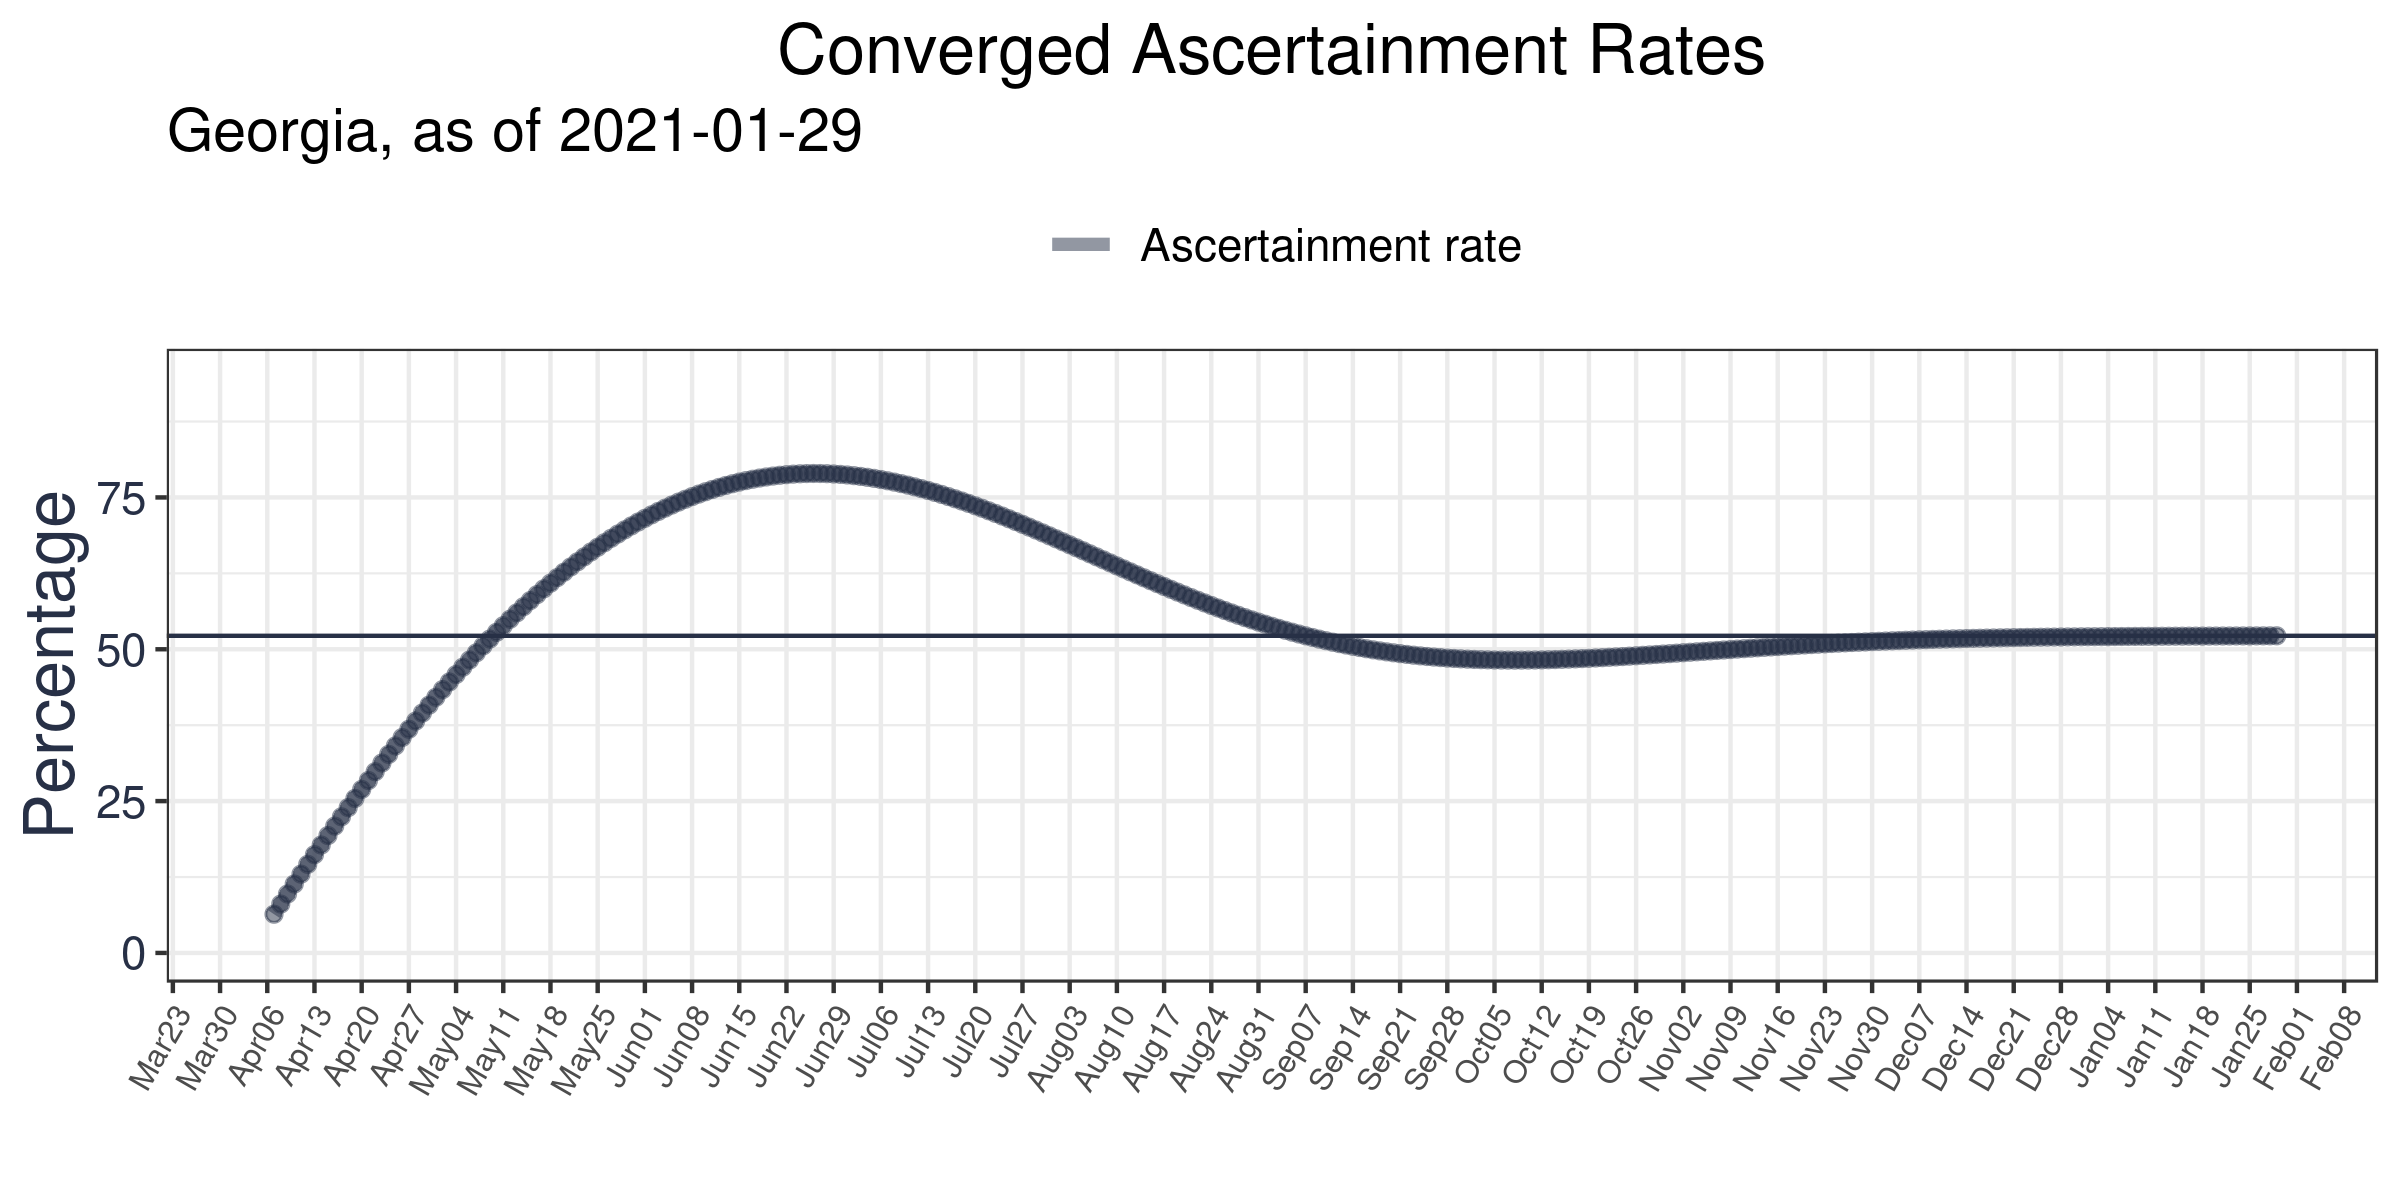 Converged Ascertainment Rates
Georgia, as of 2021-01-29
Ascertainment rate
Percentage
75
50
25
0
Mar23 Mar30 Apr06 Apr13 Apr20 Apr27 May04 May11 May18 May25 Jun01 Jun08 Jun15 Jun22 Jun29 Jul06 Jul13 Jul20 Jul27 Aug03 Aug10 Aug17 Aug24 Aug31 Sep07 Sep14 Sep21 Sep28 Oct05 Oct12 Oct19 Oct26 Nov02 Nov09 Nov16 Nov23 Nov30 Dec07 Dec14 Dec21 Dec28 Jan04 Jan11 Jan18 Jan25 Feb01 Feb08